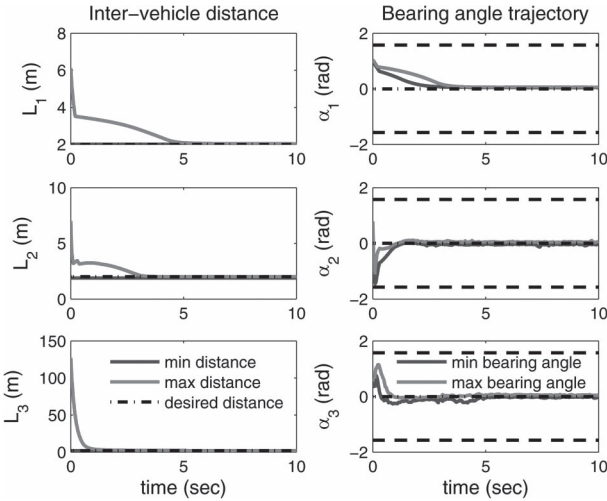 Inter-vehicle distance
Bearing angle trajectory
8
6
4
2
L1 (m)
0
5
10
2
0
-2
α1 (rad)
0
5
10
10
5
0
L2 (m)
0
5
10
2
0
-2
α2 (rad)
0
5
10
150
100
50
0
L3 (m)
min distance
max distance
desired distance
0
5
10
time (sec)
2
0
-2
α3 (rad)
min bearing angle
max bearing angle
0
5
10
time (sec)